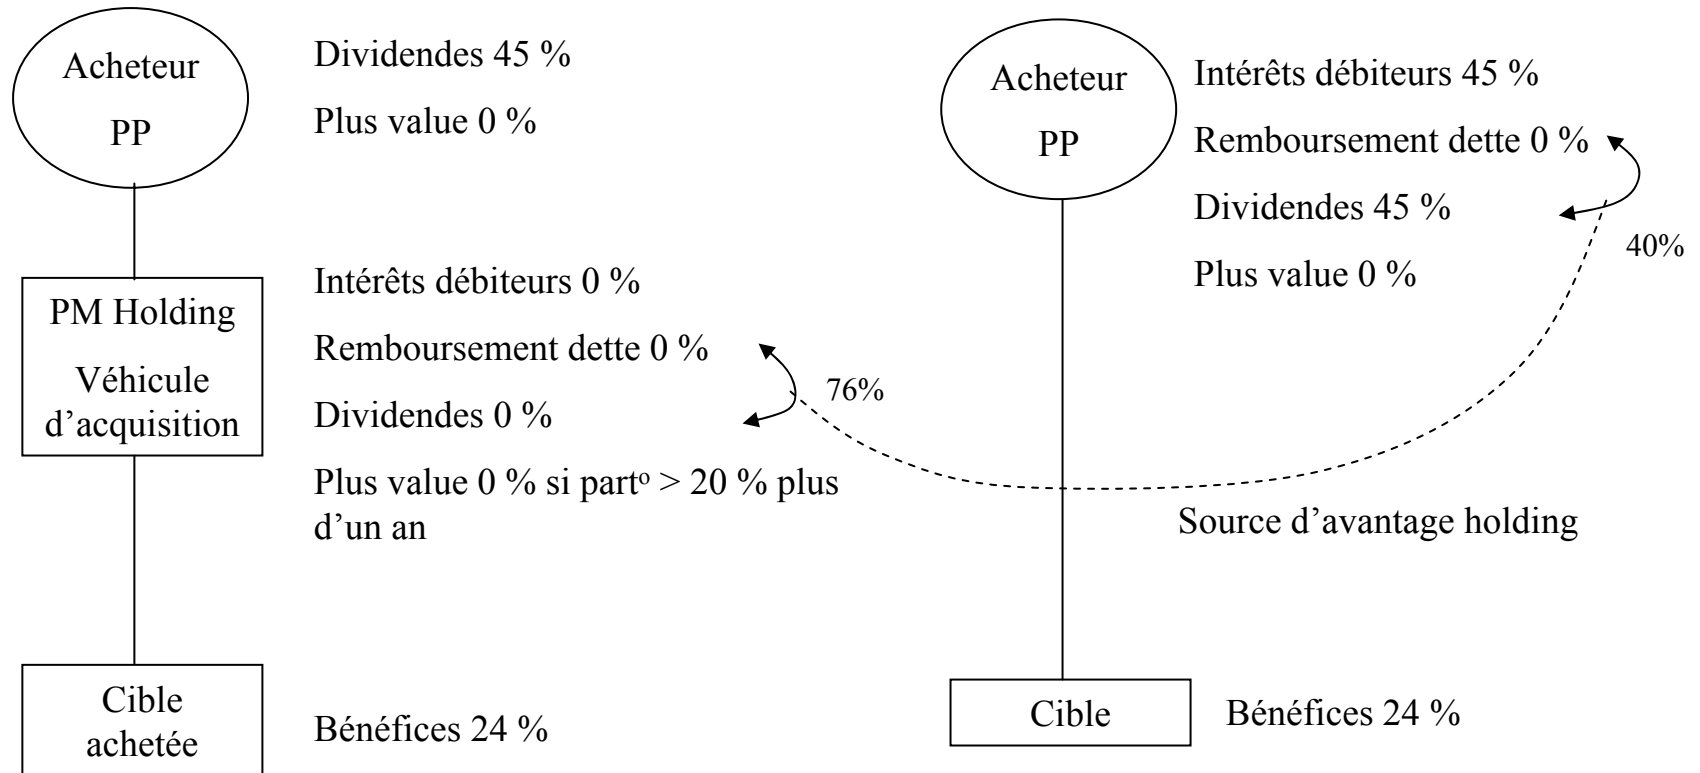 Acheteur
PP
Dividendes 45 %
Plus value 0 %
PM Holding
Véhicule
d’acquisition
Intérêts débiteurs 0 %
Remboursement dette 0 %
Dividendes 0 %
Plus value 0 % si partº > 20 % plus
d’un an
76%
Cible
achetée
Bénéfices 24 %
Acheteur
PP
Intérêts débiteurs 45 %
Remboursement dette 0 %
Dividendes 45 %
Plus value 0 %
40%
Source d’avantage holding
Cible
Bénéfices 24 %